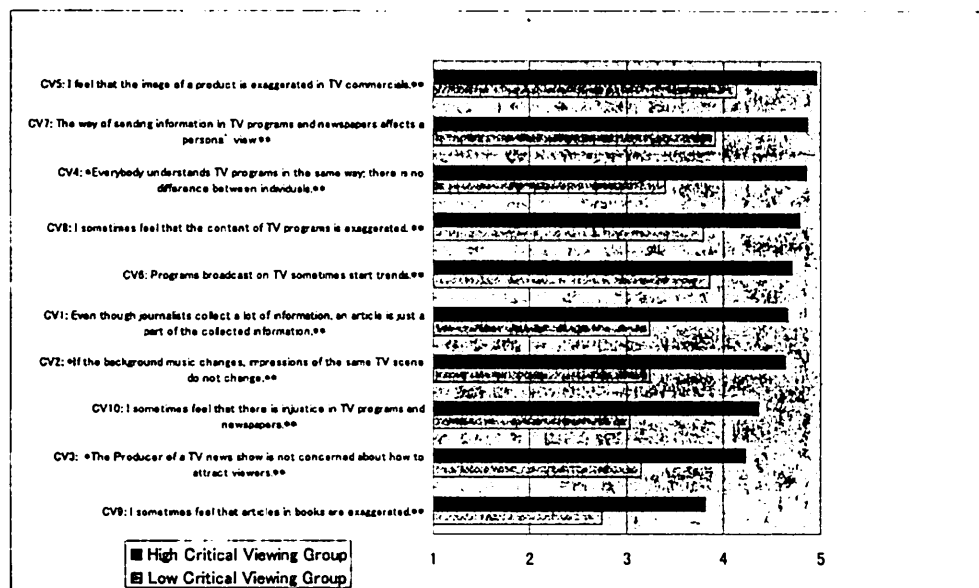 CV5: I feel that the image of a product is exaggerated in TV commercials.**
CV7: The way of sending information in TV programs and newspapers affects a
persons' view**
CV4: *Everybody understands TV programs in the same way; there is no
difference between individuals.**
CV8: I sometimes feel that the content of TV programs is exaggerated.**
CV6: Programs broadcast on TV sometimes start trends.**
CV1: Even though journalists collect a lot of information, an article is just a
part of the collected information.**
CV2: *If the background music changes, impressions of the same TV scene
do not change.**
CV10: I sometimes feel that there is injustice in TV programs and
newspapers.**
CV3: *The Producer of a TV news show is not concerned about how to
attract viewers.**
CV9: I sometimes feel that articles in books are exaggerated.**
1 2 3 4 5
High Critical Viewing Group
Low Critical Viewing Group